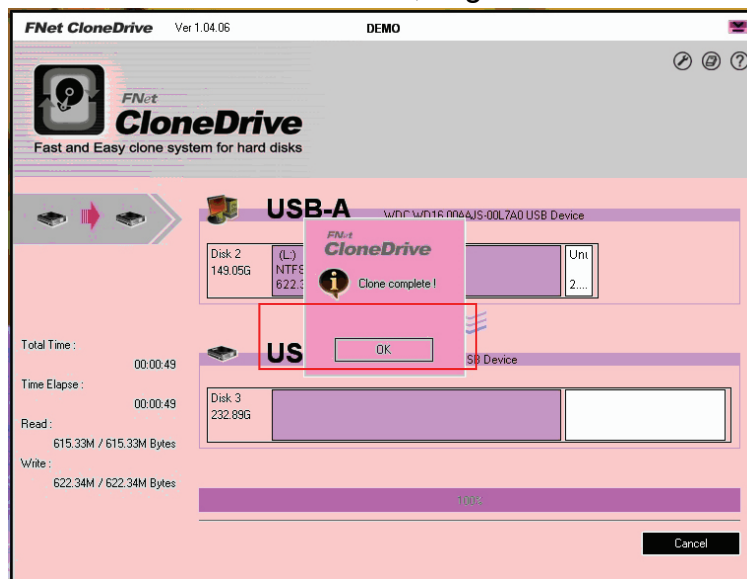 FNet CloneDrive Ver 1.04.06 DEMO
FNet
CloneDrive
Fast and Easy clone system for hard disks
USB-A WDC WD16 00AAJS-00L7A0 USB Device
Disk 2
149.05G
(L:)
NTFS
622.3
2....
FNet
CloneDrive
Clone complete !
OK
Total Time :
00:00:49
Time Elapse :
00:00:49
Read :
615.33M / 615.33M Bytes
Write :
622.34M / 622.34M Bytes
US
SB Device
Disk 3
232.89G
100%
Cancel